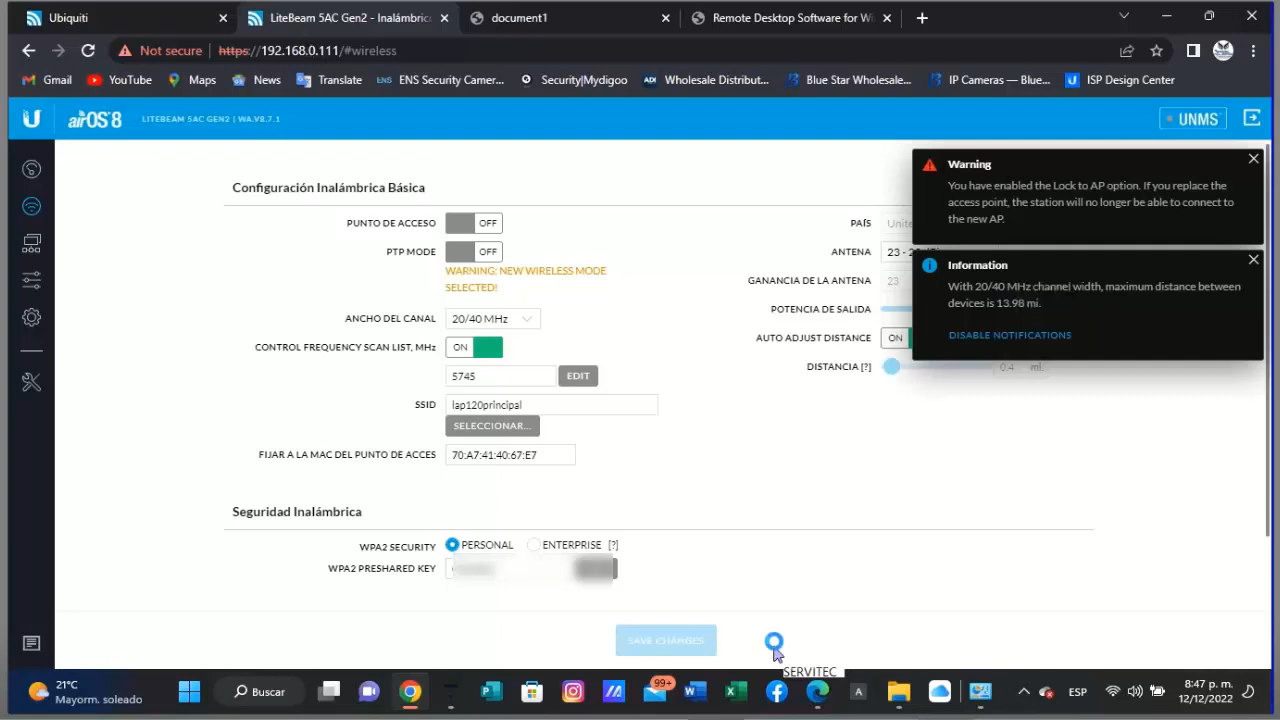 Ubiquiti
LiteBeam 5AC Gen2 - Inalámbrico
document1
Remote Desktop Software for Wi
Not secure
https://192.168.0.111/#wireless
Gmail
YouTube
Maps
News
Translate
ENS Security Camer...
Security|Mydigoo
Wholesale Distribut...
Blue Star Wholesale...
IP Cameras — Blue...
ISP Design Center
airOS 8
LITEBEAM 5AC GEN2 | WA.V8.7.1
UNMS
Configuración Inalámbrica Básica
PUNTO DE ACCESO
OFF
PTP MODE
OFF
WARNING: NEW WIRELESS MODE
SELECTED!
ANCHO DEL CANAL
20/40 MHz
CONTROL FREQUENCY SCAN LIST, MHz
ON
5745
EDIT
SSID
lap120principal
SELECCIONAR...
FIJAR A LA MAC DEL PUNTO DE ACCES
70:A7:41:40:67:E7
PAÍS
ANTENA
23 -
GANANCIA DE LA ANTENA
23
POTENCIA DE SALIDA
AUTO ADJUST DISTANCE
ON
DISTANCIA [?]
0.4
mi.
Warning
You have enabled the Lock to AP option. If you replace the
access point, the station will no longer be able to connect to
the new AP.
Information
With 20/40 MHz channel width, maximum distance between
devices is 13.98 mi.
DISABLE NOTIFICATIONS
Seguridad Inalámbrica
WPA2 SECURITY
PERSONAL
ENTERPRISE
[?]
WPA2 PRESHARED KEY
SAVE CHANGES
SERVITEC
21°C
Mayorm. soleado
Buscar
99+
ESP
8:47 p. m.
12/12/2022